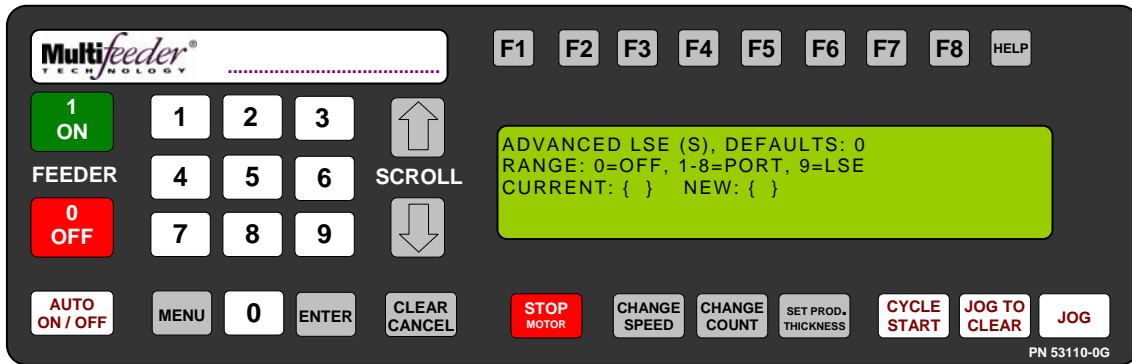 Multifeeder®
TECHNOLOGY
F1 F2 F3 F4 F5 F6 F7 F8 HELP
1
ON
FEEDER
0
OFF
1 2 3
4 5 6
7 8 9
SCROLL
ADVANCED LSE (S), DEFAULTS: 0
RANGE: 0=OFF, 1-8=PORT, 9=LSE
CURRENT: { } NEW: { }
AUTO
ON / OFF
MENU
0
ENTER
CLEAR
CANCEL
STOP
MOTOR
CHANGE
SPEED
CHANGE
COUNT
SET PROD.
THICKNESS
CYCLE
START
JOG TO
CLEAR
JOG
PN 53110-0G